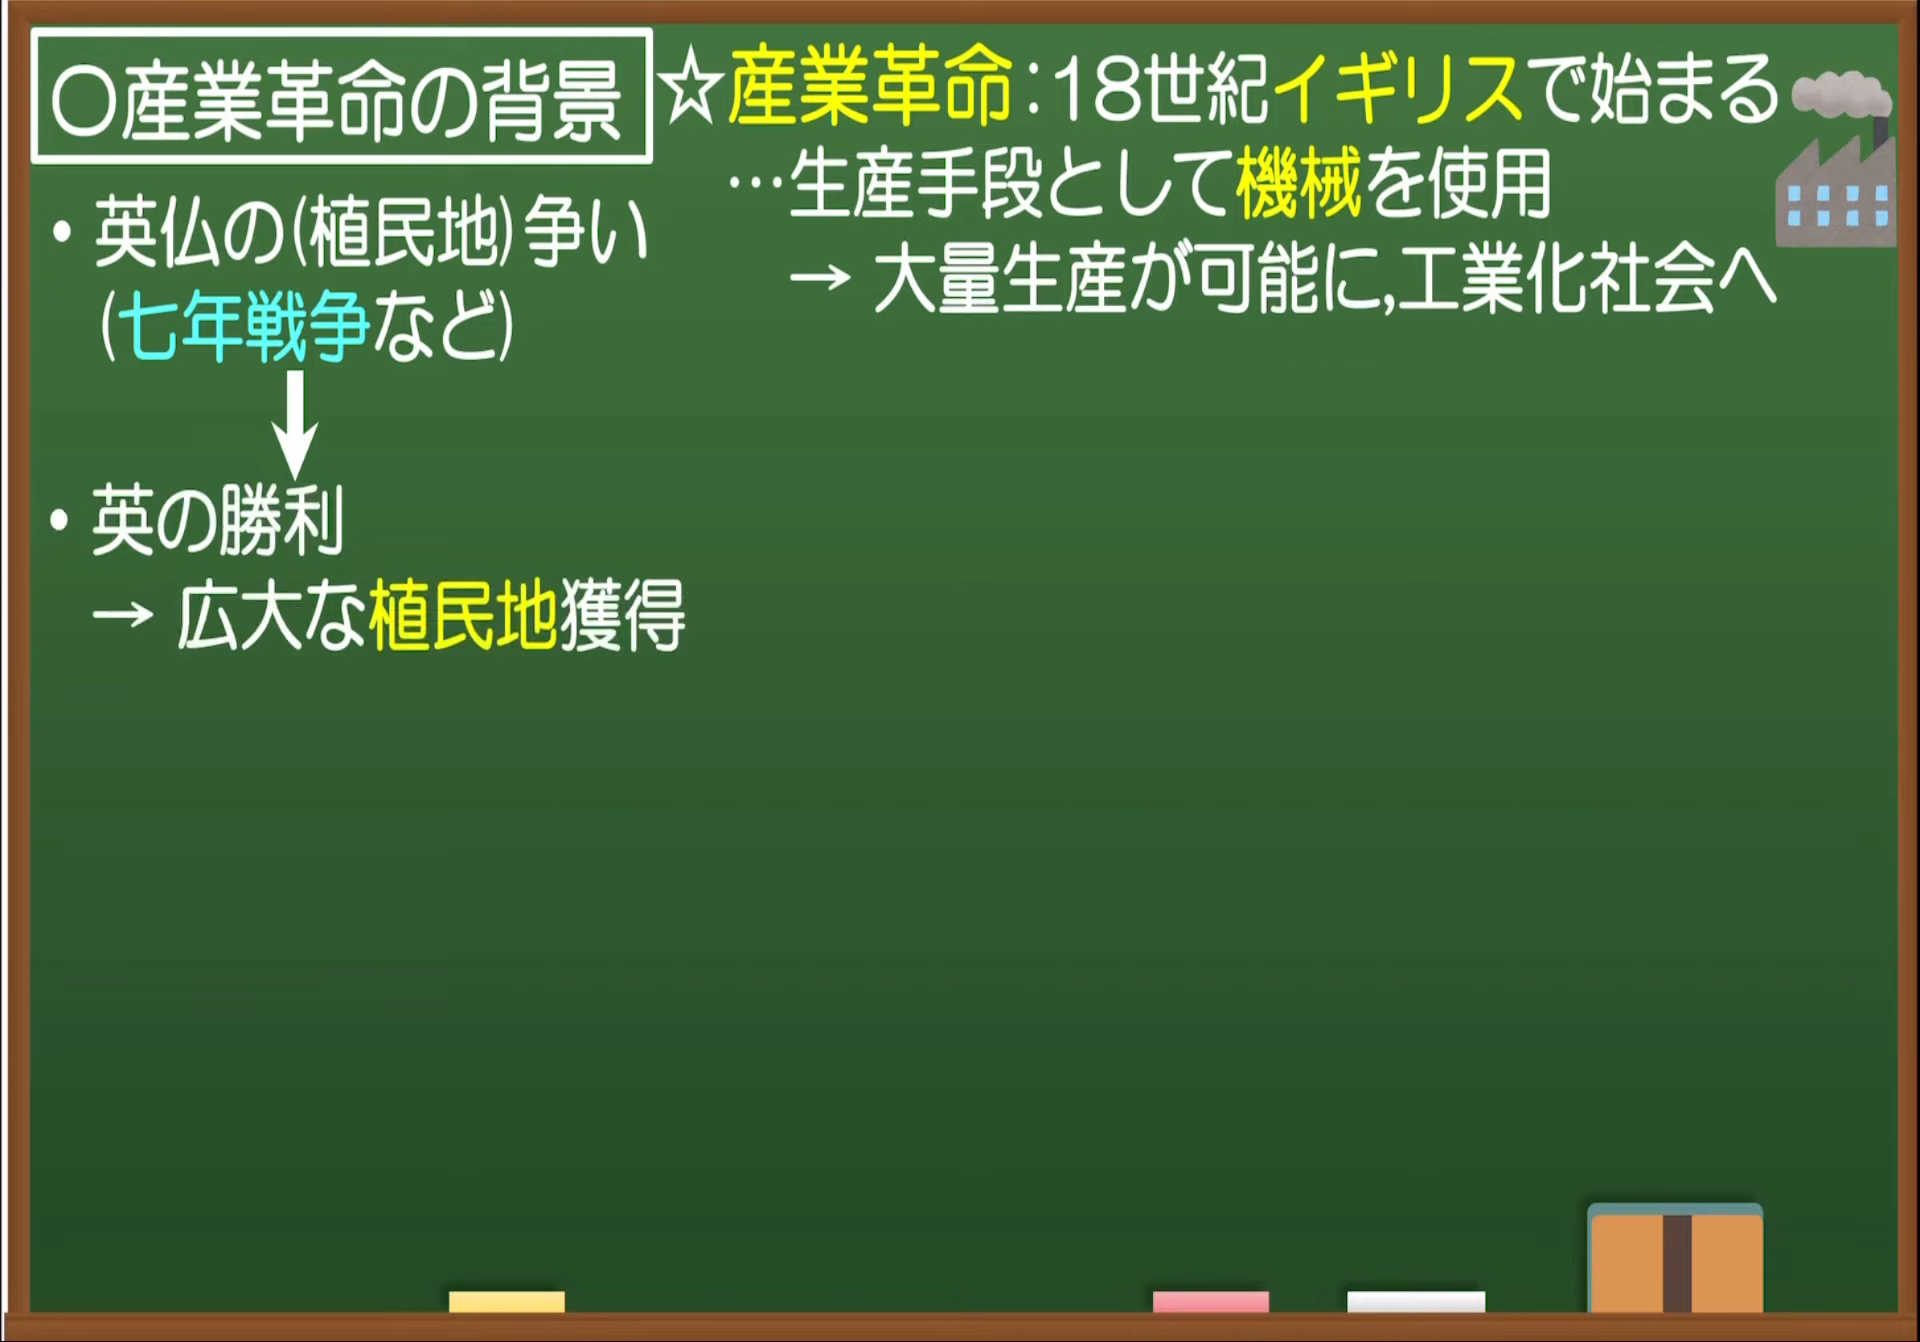 〇産業革命の背景
☆産業革命:18世紀イギリスで始まる
…生産手段として機械を使用
→ 大量生産が可能に,工業化社会へ
• 英仏の(植民地)争い
(七年戦争など)
• 英の勝利
→ 広大な植民地獲得